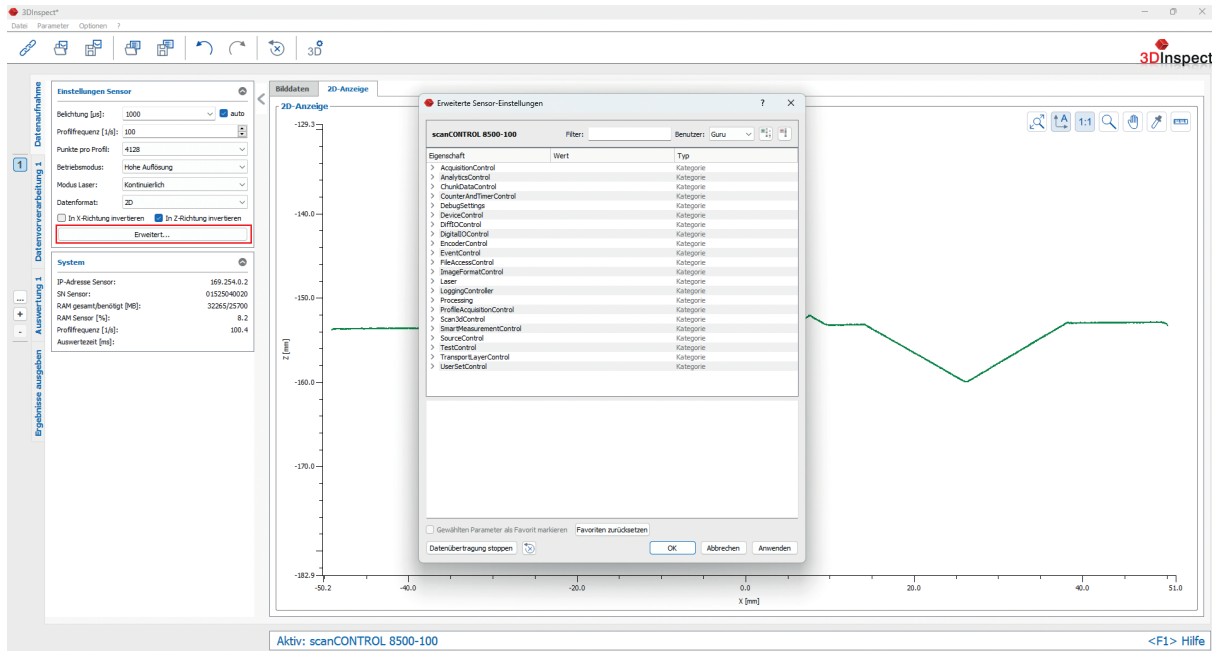 3DInspect*
Datei Parameter Optionen ?
3D
3DInspect
Datenaufnahme
Datenvorverarbeitung 1
Auswertung 1
Ergebnisse ausgeben
1
...
+
-
Einstellungen Sensor
Belichtung [µs]: 1000 auto
Profilfrequenz [1/s]: 100
Punkte pro Profil: 4128
Betriebsmodus: Hohe Auflösung
Modus Laser: Kontinuierlich
Datenformat: 2D
In X-Richtung invertieren In Z-Richtung invertieren
Erweitert...
System
IP-Adresse Sensor: 169.254.0.2
SN Sensor: 01525040020
RAM gesamt/benötigt [MB]: 32265/25700
RAM Sensor [%]: 8.2
Profilfrequenz [1/s]: 100.4
Auswertezeit [ms]:
Bilddaten 2D-Anzeige
2D-Anzeige
1:1
-129.3
-140.0
-150.0
Z [mm]
-160.0
-170.0
-182.9
-50.2 -40.0 -20.0 0.0 20.0 40.0 51.0
X [mm]
Erweiterte Sensor-Einstellungen ? X
scanCONTROL 8500-100 Filter: Benutzer: Guru
Eigenschaft Wert Typ
AcquisitionControl Kategorie
AnalyticsControl Kategorie
ChunkDataControl Kategorie
CounterAndTimerControl Kategorie
DebugSettings Kategorie
DeviceControl Kategorie
DiffIOControl Kategorie
DigitalIOControl Kategorie
EncoderControl Kategorie
EventControl Kategorie
FileAccessControl Kategorie
ImageFormatControl Kategorie
Laser Kategorie
LoggingController Kategorie
Processing Kategorie
ProfileAcquisitionControl Kategorie
Scan3dControl Kategorie
SmartMeasurementControl Kategorie
SourceControl Kategorie
TestControl Kategorie
TransportLayerControl Kategorie
UserSetControl Kategorie
Gewählten Parameter als Favorit markieren Favoriten zurücksetzen
Datenübertragung stoppen OK Abbrechen Anwenden
Aktiv: scanCONTROL 8500-100 <F1> Hilfe